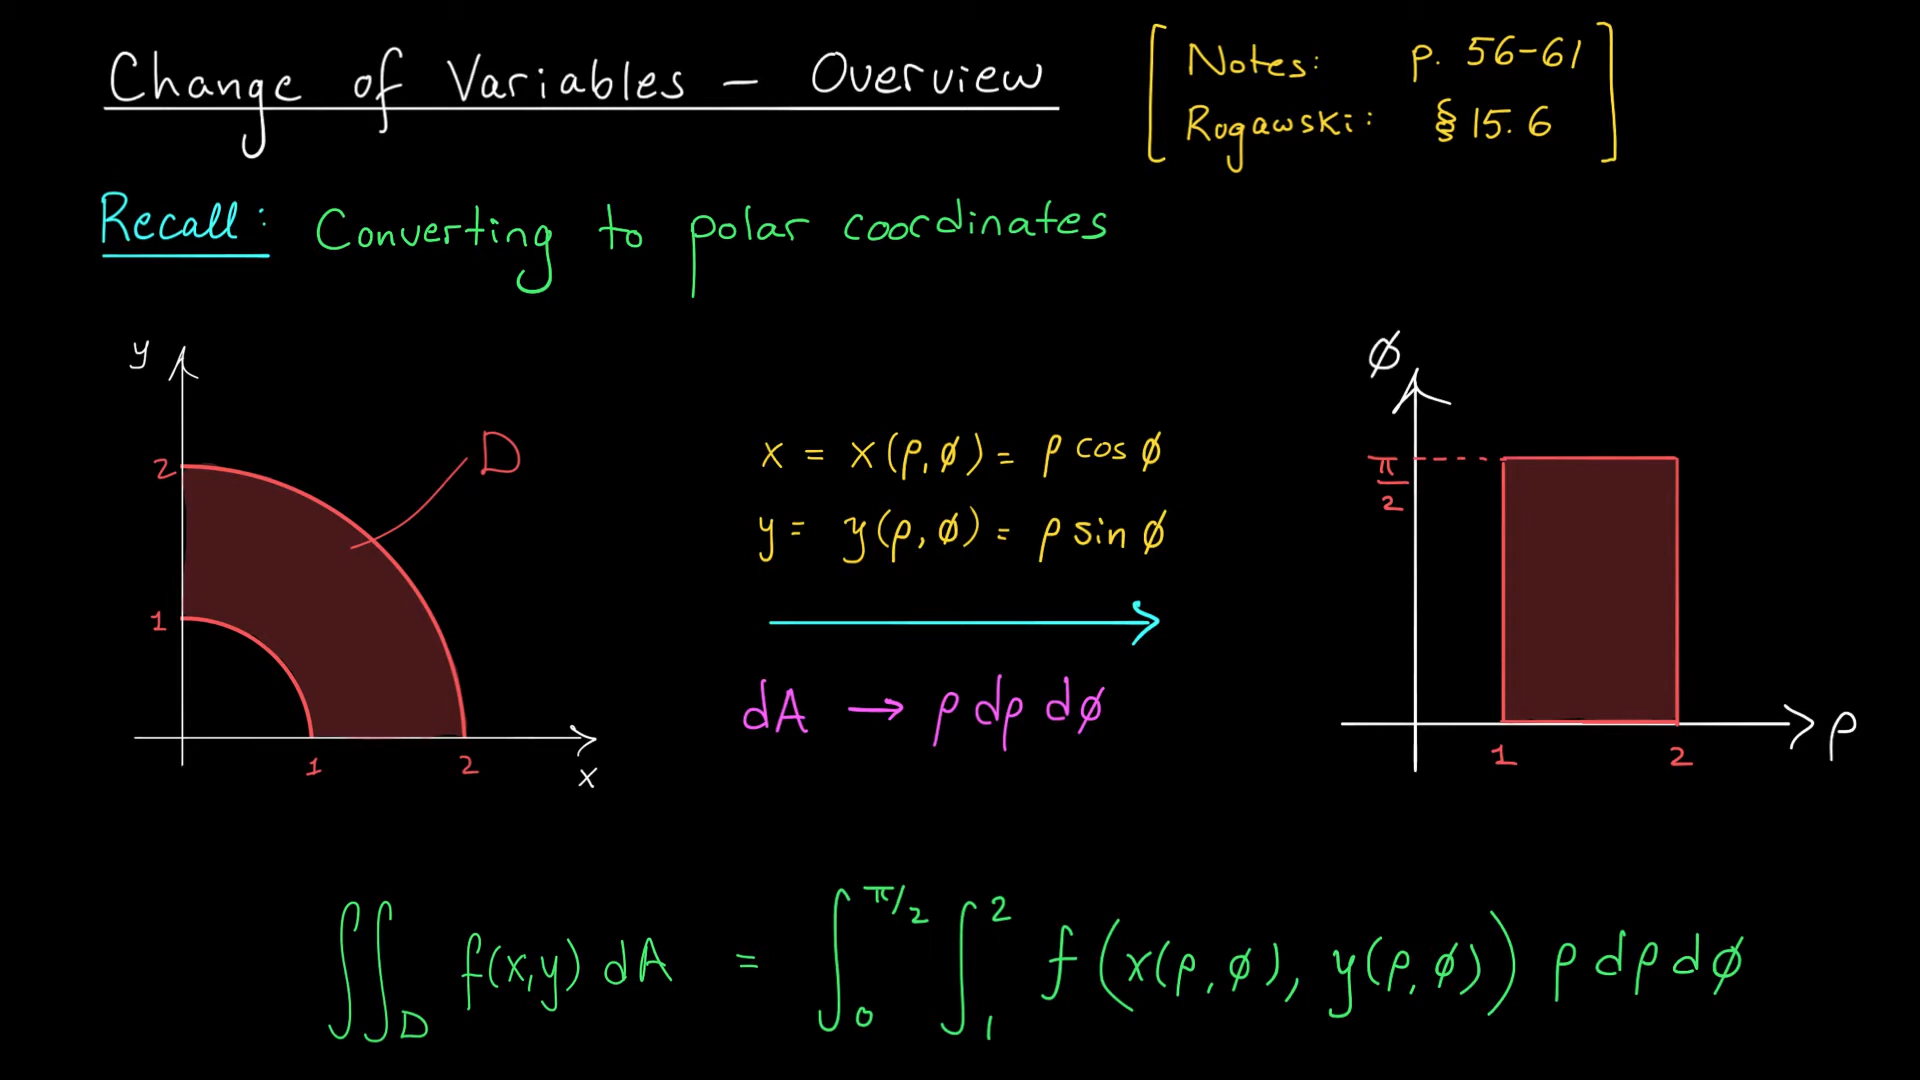 Change of Variables – Overview
Notes: p. 56-61
Rogawski: § 15.6
Recall: Converting to polar coordinates
y
2
1
1
2
x
D
x = x(ρ,ϕ) = ρ cos ϕ
y = y(ρ,ϕ) = ρ sin ϕ
dA → ρ dρ dϕ
ϕ
π/2
1
2
ρ
∬_D f(x,y) dA = ∫_0^{π/2} ∫_1^2 f(x(ρ,ϕ), y(ρ,ϕ)) ρ dρ dϕ